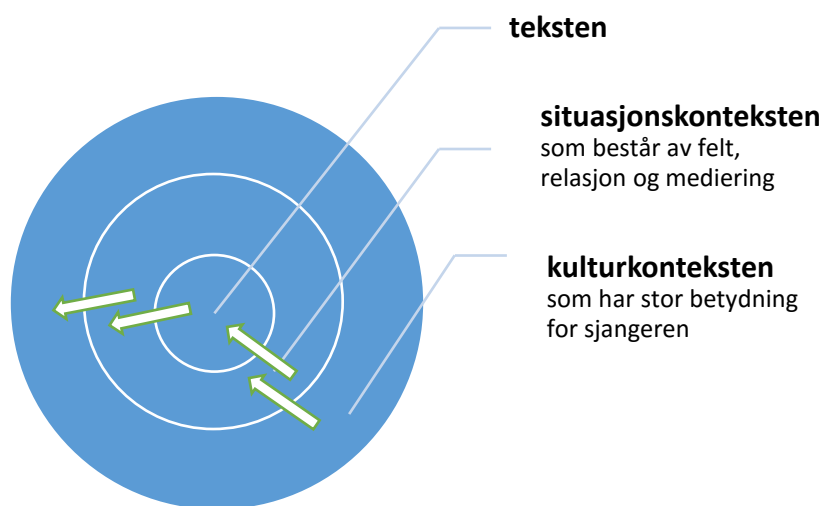 teksten
situasjonskonteksten
som består av felt,
relasjon og mediering
kulturkonteksten
som har stor betydning
for sjangeren